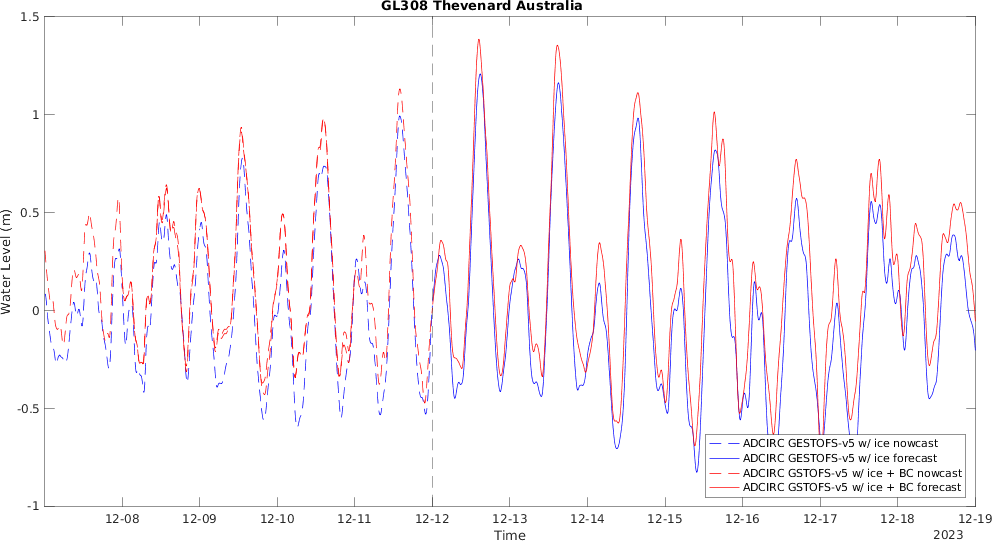 GL308 Thevenard Australia
1.5
1
0.5
0
-0.5
-1
Water Level (m)
12-08
12-09
12-10
12-11
12-12
12-13
12-14
12-15
12-16
12-17
12-18
12-19
Time
2023
ADCIRC GESTOFS-v5 w/ ice nowcast
ADCIRC GESTOFS-v5 w/ ice forecast
ADCIRC GSTOFS-v5 w/ ice + BC nowcast
ADCIRC GSTOFS-v5 w/ ice + BC forecast